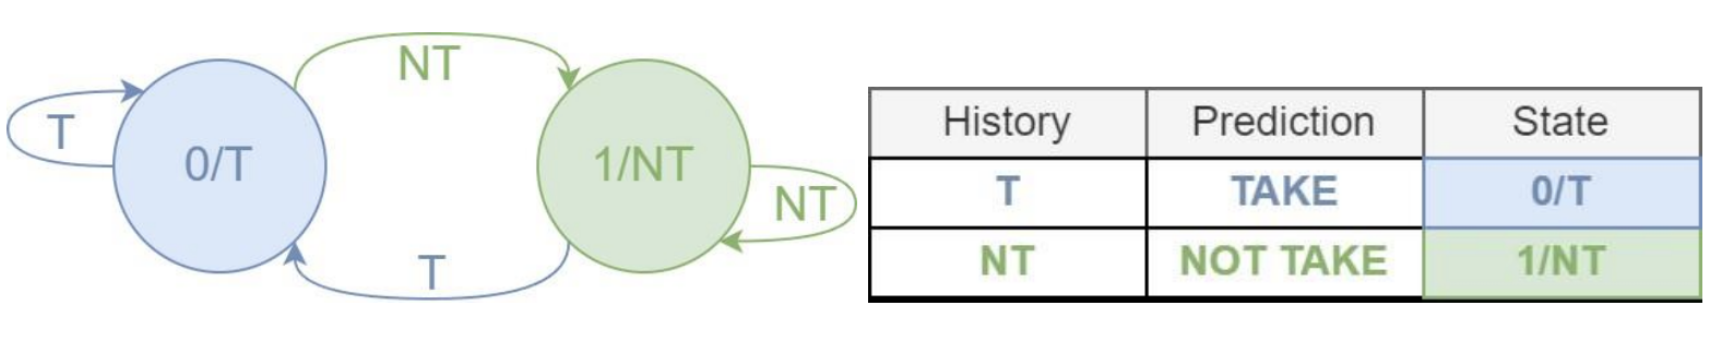 NT
T
0/T
1/NT
NT
T
History Prediction State
T TAKE 0/T
NT NOT TAKE 1/NT